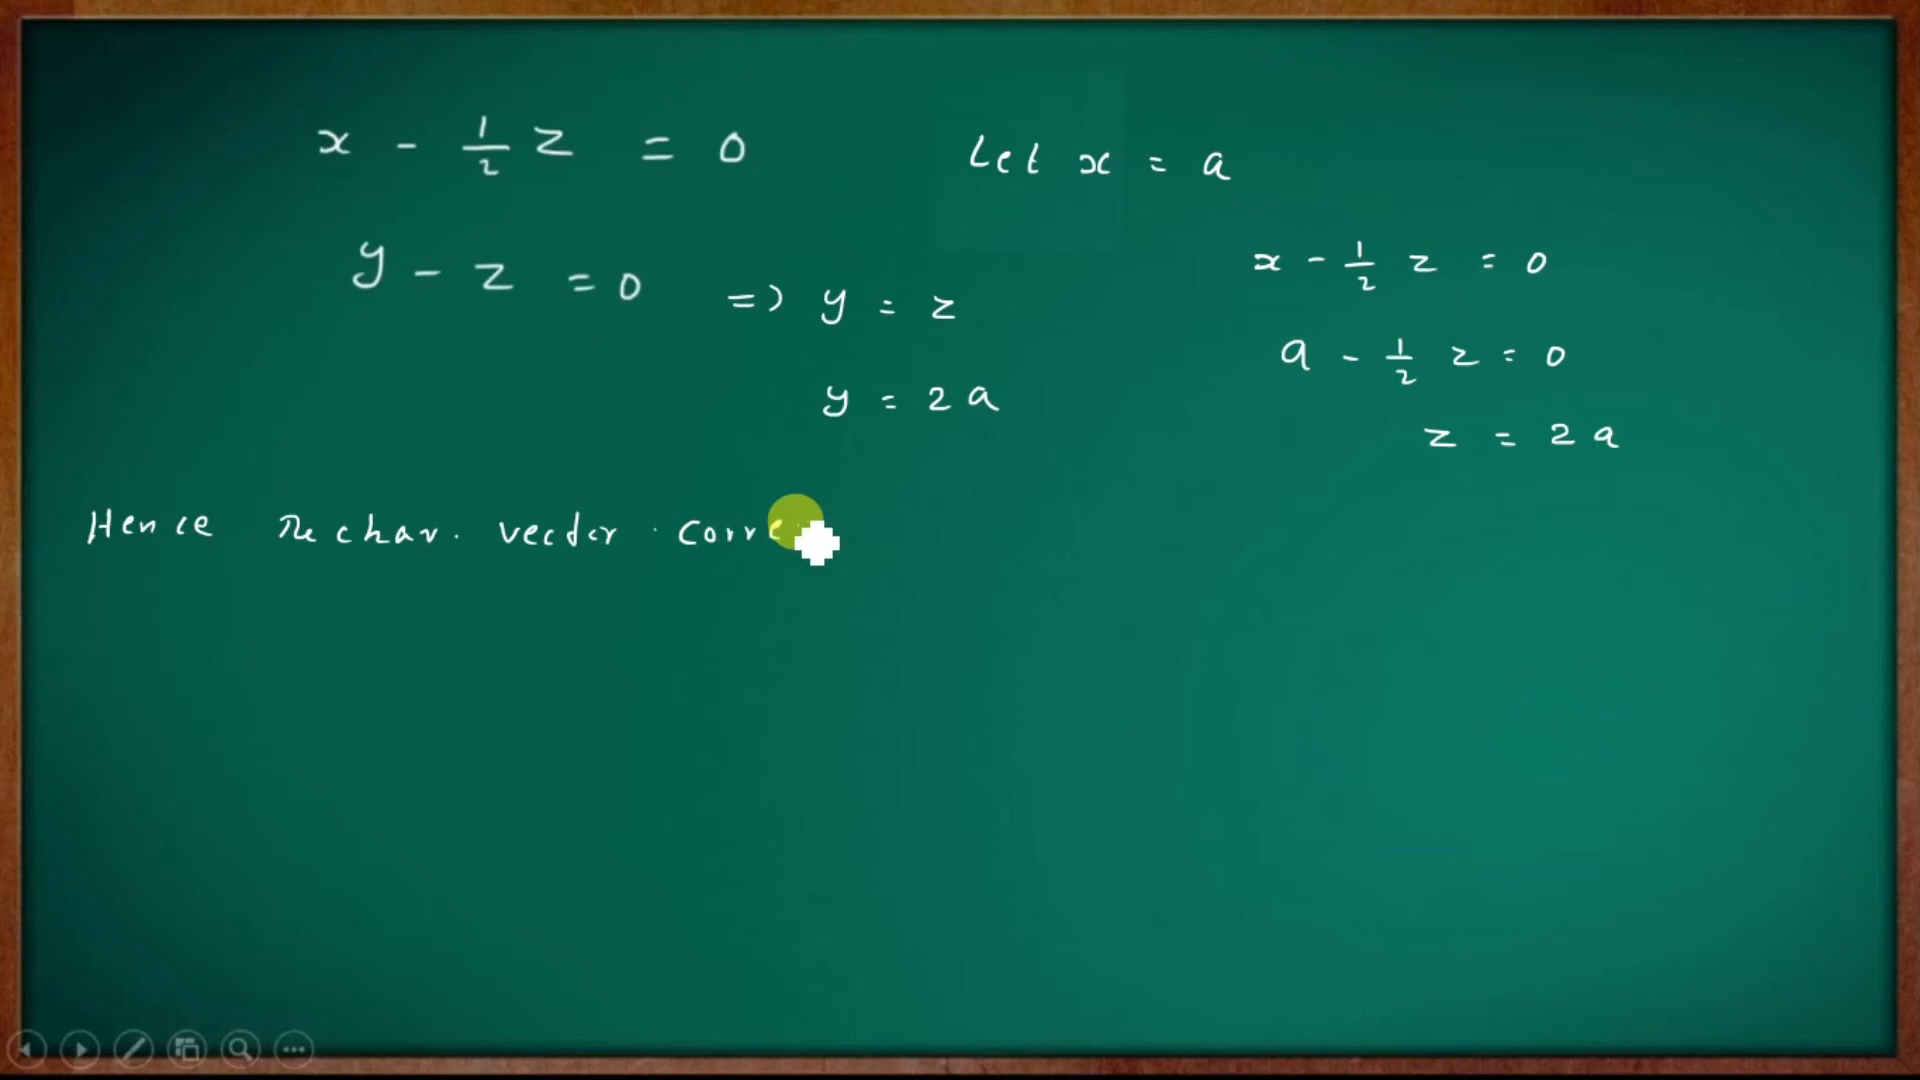 x - 1/2 z = 0
y - z = 0 => y = z
y = 2a
Let x = a
x - 1/2 z = 0
a - 1/2 z = 0
z = 2a
Hence the char. vector corre